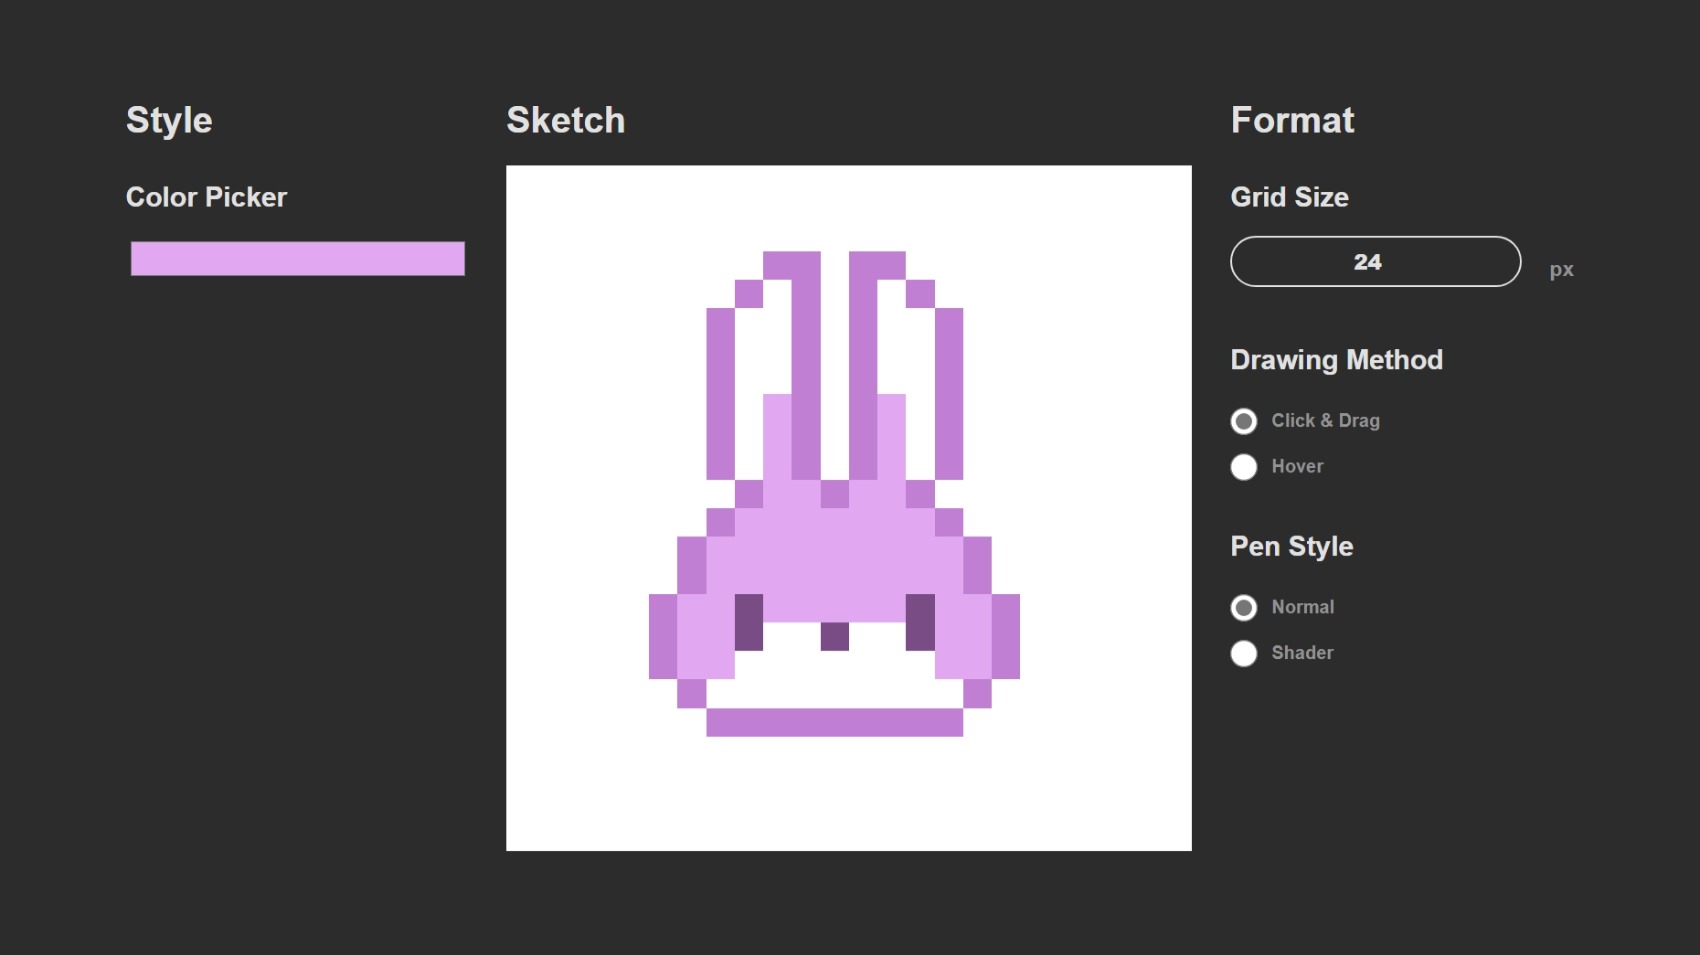 Style
Color Picker
Sketch
Format
Grid Size
24
px
Drawing Method
Click & Drag
Hover
Pen Style
Normal
Shader